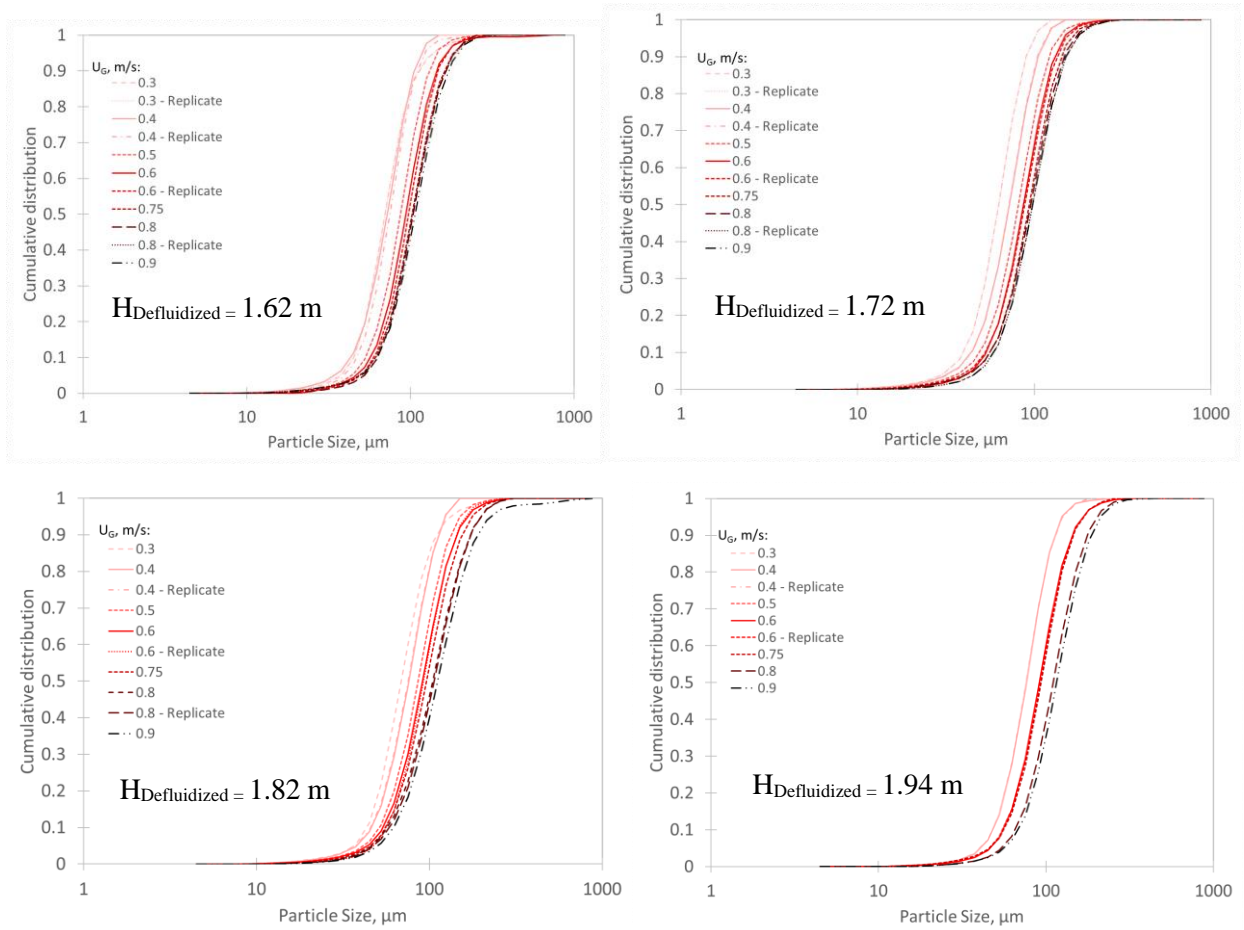 1
0.9
0.8
0.7
0.6
0.5
0.4
0.3
0.2
0.1
0
Cumulative distribution
U_G, m/s:
0.3
0.3 - Replicate
0.4
0.4 - Replicate
0.5
0.6
0.6 - Replicate
0.75
0.8
0.8 - Replicate
0.9
H_Defluidized = 1.62 m
1 10 100 1000
Particle Size, µm
1
0.9
0.8
0.7
0.6
0.5
0.4
0.3
0.2
0.1
0
Cumulative distribution
U_G, m/s:
0.3
0.3 - Replicate
0.4
0.4 - Replicate
0.5
0.6
0.6 - Replicate
0.75
0.8
0.8 - Replicate
0.9
H_Defluidized = 1.72 m
1 10 100 1000
Particle Size, µm
1
0.9
0.8
0.7
0.6
0.5
0.4
0.3
0.2
0.1
0
Cumulative distribution
U_G, m/s:
0.3
0.4
0.4 - Replicate
0.5
0.6
0.6 - Replicate
0.75
0.8
0.8 - Replicate
0.9
H_Defluidized = 1.82 m
1 10 100 1000
Particle Size, µm
1
0.9
0.8
0.7
0.6
0.5
0.4
0.3
0.2
0.1
0
Cumulative distribution
U_G, m/s:
0.3
0.4
0.4 - Replicate
0.5
0.6
0.6 - Replicate
0.75
0.8
0.9
H_Defluidized = 1.94 m
1 10 100 1000
Particle Size, µm